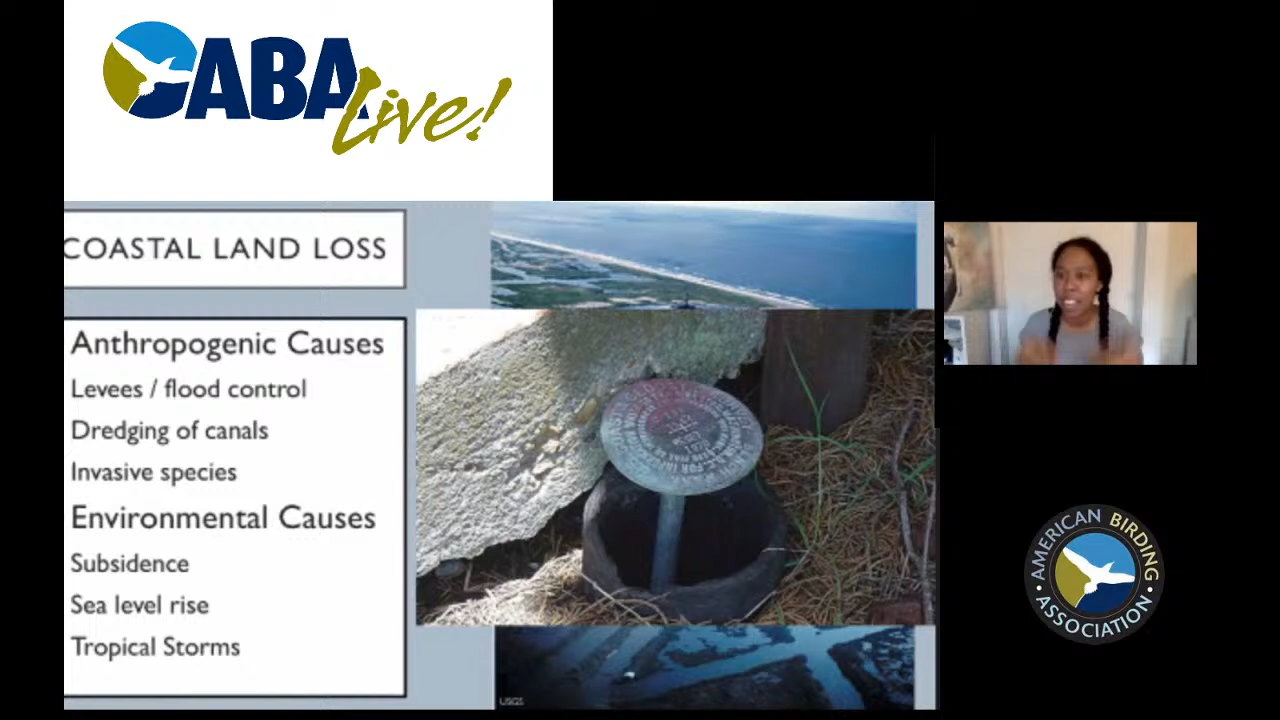 ABA
Live!
COASTAL LAND LOSS
Anthropogenic Causes
Levees / flood control
Dredging of canals
Invasive species
Environmental Causes
Subsidence
Sea level rise
Tropical Storms
USGS
AMERICAN BIRDING
ASSOCIATION